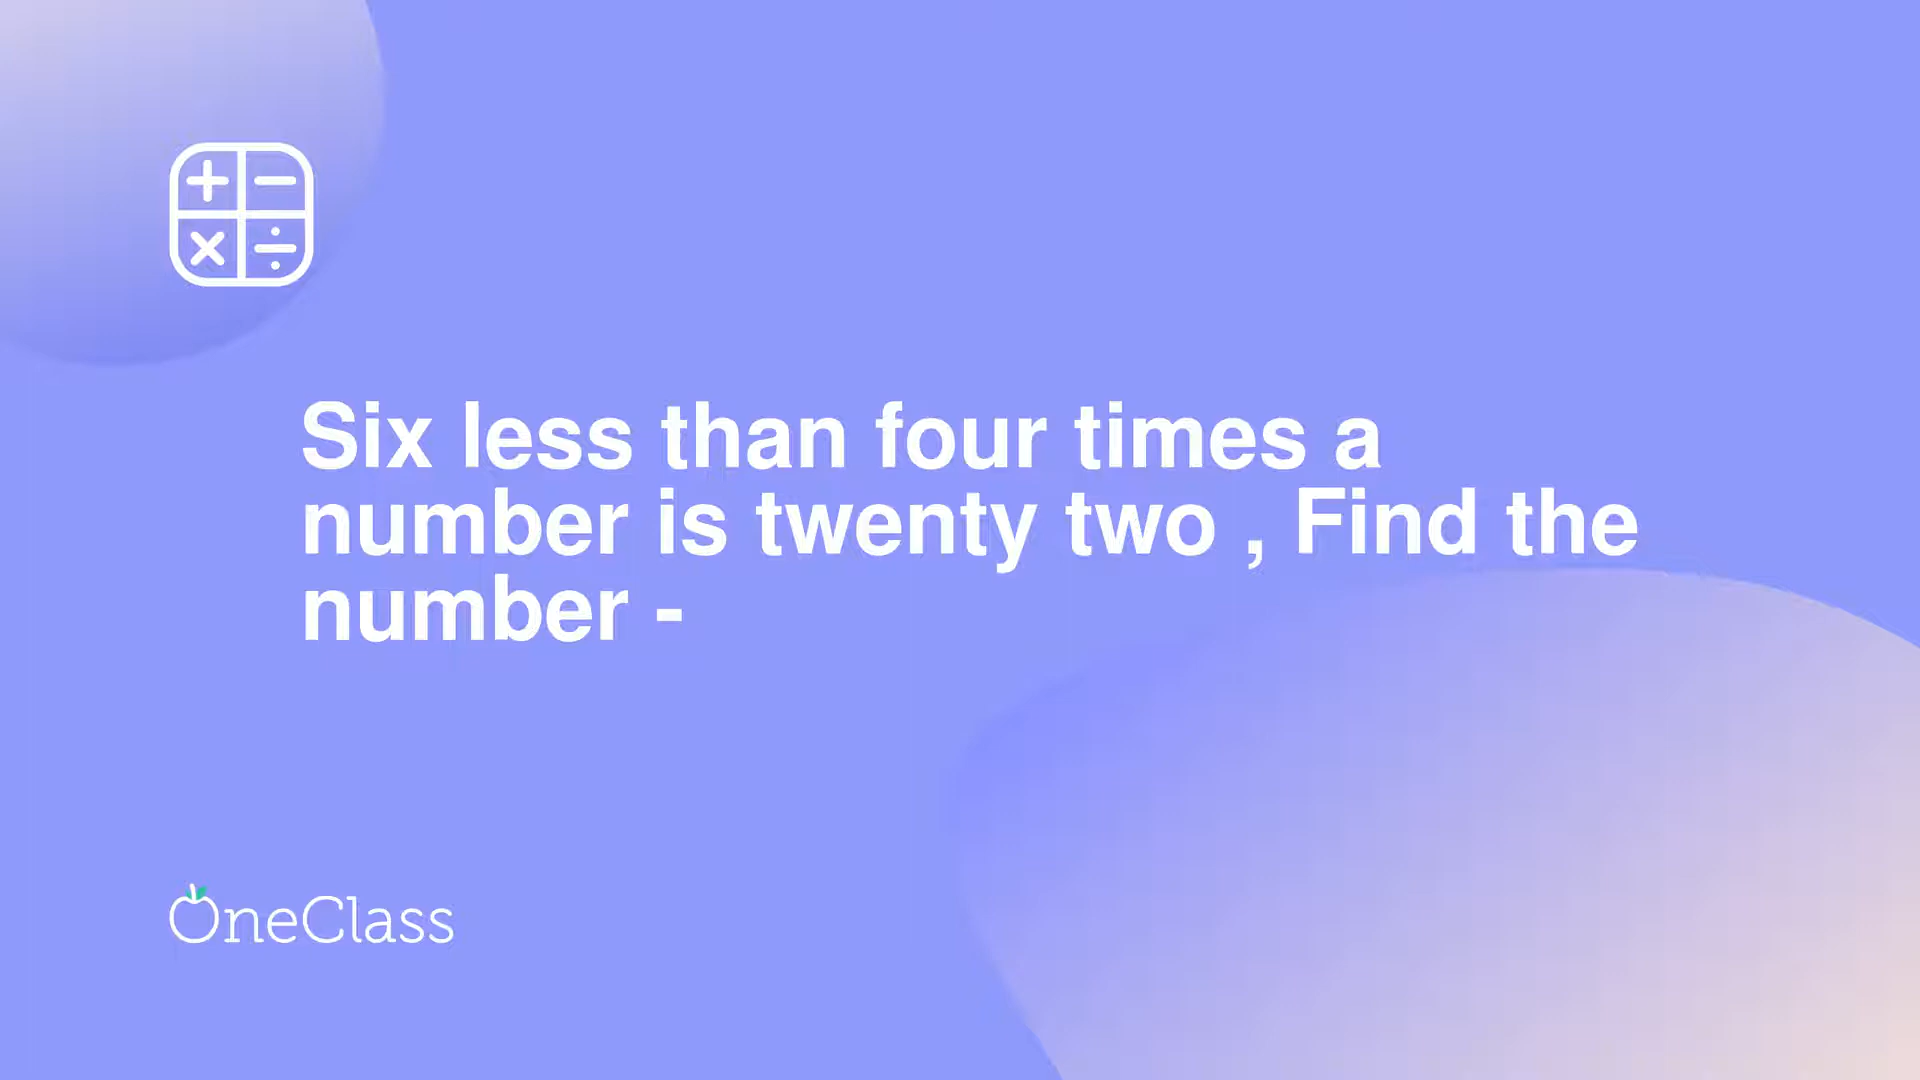 Six less than four times a
number is twenty two , Find the
number -
OneClass